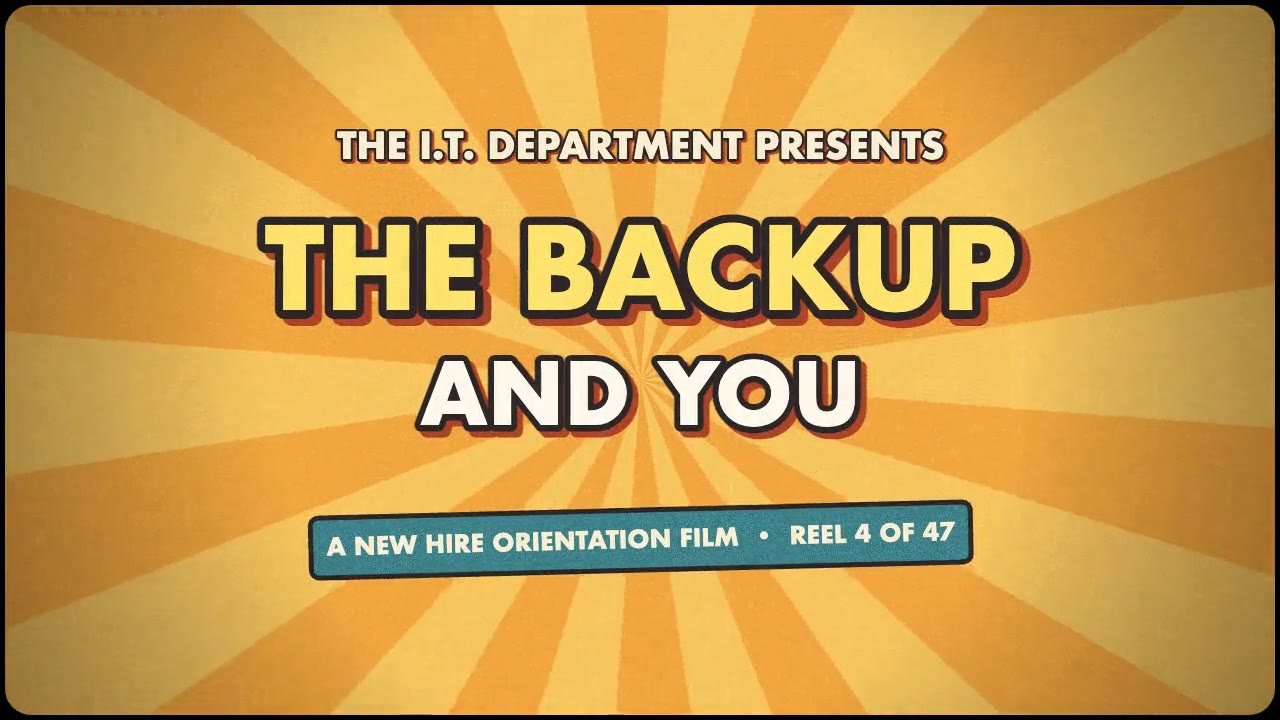 THE I.T. DEPARTMENT PRESENTS
THE BACKUP
AND YOU
A NEW HIRE ORIENTATION FILM • REEL 4 OF 47